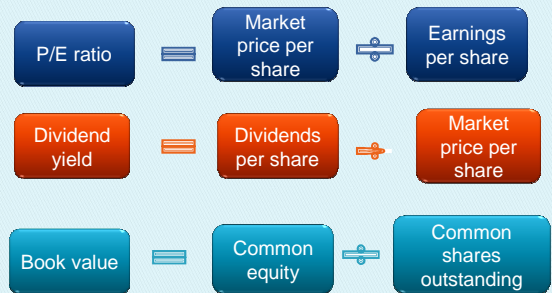 P/E ratio
Market
price per
share
Earnings
per share
Dividend
yield
Dividends
per share
Market
price per
share
Book value
Common
equity
Common
shares
outstanding